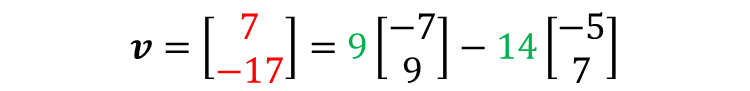 v = [7 −17] = 9 [−7 9] − 14 [−5 7]